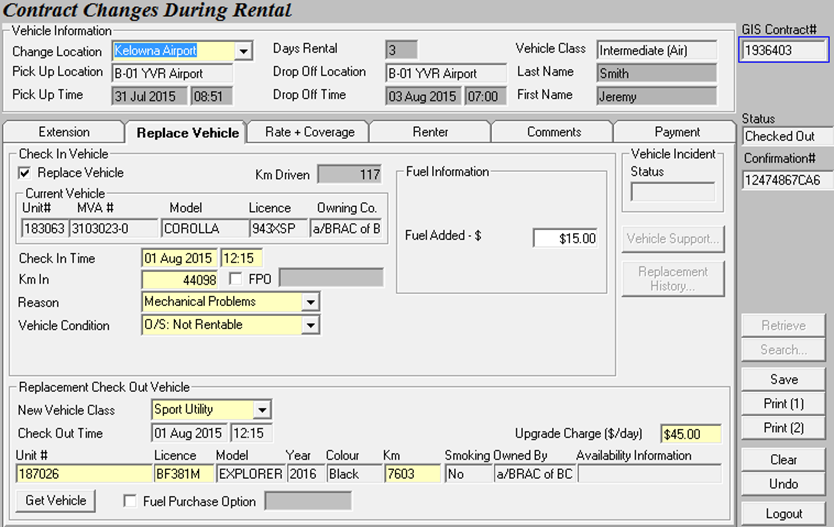 Contract Changes During Rental
Vehicle Information
GIS Contract#
Change Location Kelowna Airport Days Rental 3 Vehicle Class Intermediate (Air) 1936403
Pick Up Location B-01 YVR Airport Drop Off Location B-01 YVR Airport Last Name Smith
Pick Up Time 31 Jul 2015 08:51 Drop Off Time 03 Aug 2015 07:00 First Name Jeremy
Status
Extension Replace Vehicle Rate + Coverage Renter Comments Payment Checked Out
Check In Vehicle Vehicle Incident Confirmation#
Replace Vehicle Km Driven 117 Fuel Information Status 12474867CA6
Current Vehicle
Unit# MVA # Model Licence Owning Co.
183063 3103023-0 COROLLA 943XSP a/BRAC of B
Fuel Added - $ $15.00 Vehicle Support...
Check In Time 01 Aug 2015 12:15
Km In 44098 FPO Replacement
History...
Reason Mechanical Problems
Vehicle Condition O/S: Not Rentable Retrieve
Search...
Replacement Check Out Vehicle Save
New Vehicle Class Sport Utility Print (1)
Check Out Time 01 Aug 2015 12:15 Upgrade Charge ($/day) $45.00 Print (2)
Unit # Licence Model Year Colour Km Smoking Owned By Availability Information
187026 BF381M EXPLORER 2016 Black 7603 No a/BRAC of BC Clear
Get Vehicle Fuel Purchase Option Undo
Logout